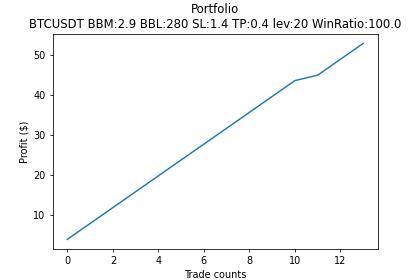 Portfolio
BTCUSDT BBM:2.9 BBL:280 SL:1.4 TP:0.4 lev:20 WinRatio:100.0
50
40
30
20
10
Profit ($)
0 2 4 6 8 10 12
Trade counts